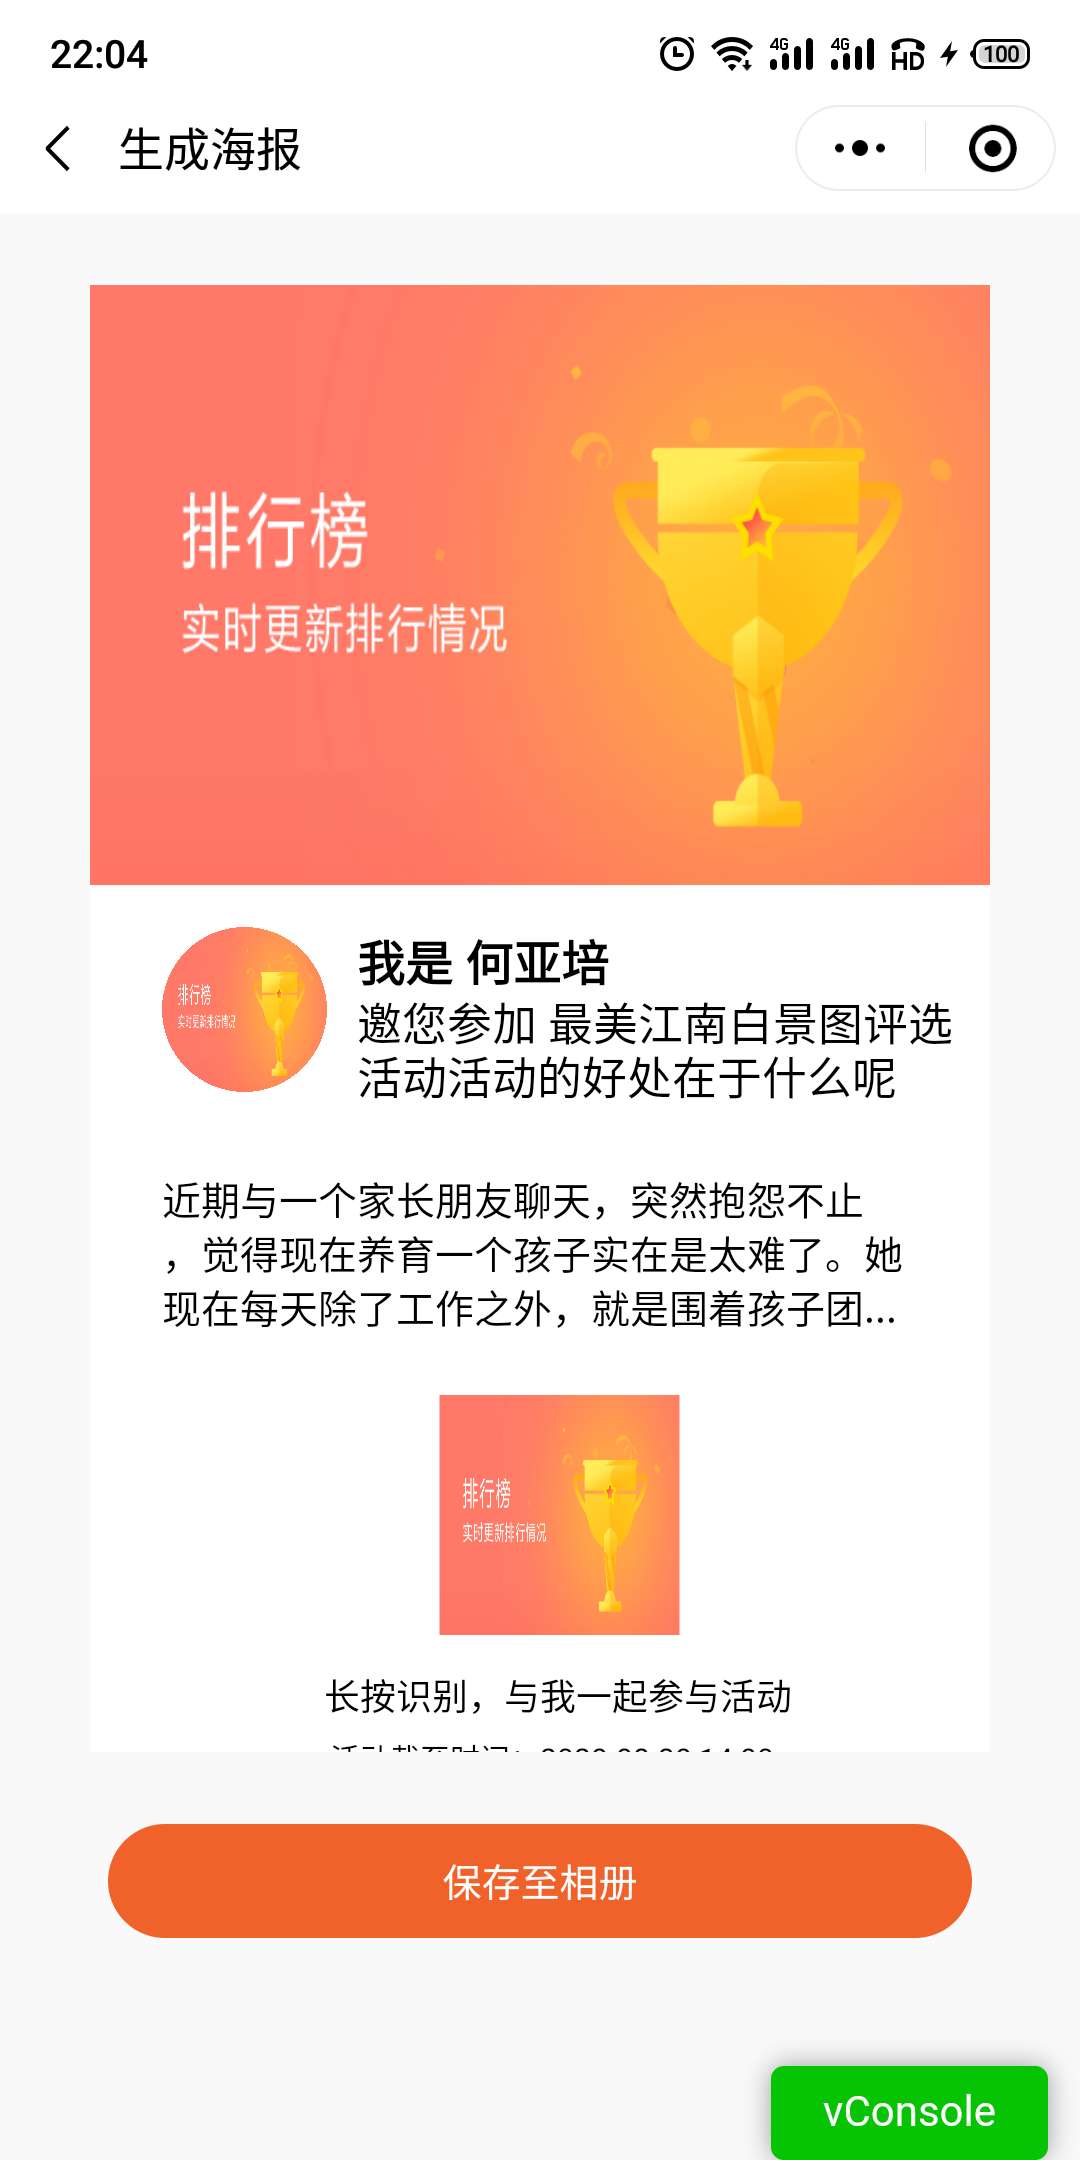 22:04
4G
4G
HD
100
生成海报
排行榜
实时更新排行情况
排行榜
实时更新排行情况
我是 何亚培
邀您参加 最美江南白景图评选
活动活动的好处在于什么呢
近期与一个家长朋友聊天，突然抱怨不止
，觉得现在养育一个孩子实在是太难了。她
现在每天除了工作之外，就是围着孩子团...
排行榜
实时更新排行情况
长按识别，与我一起参与活动
保存至相册
vConsole